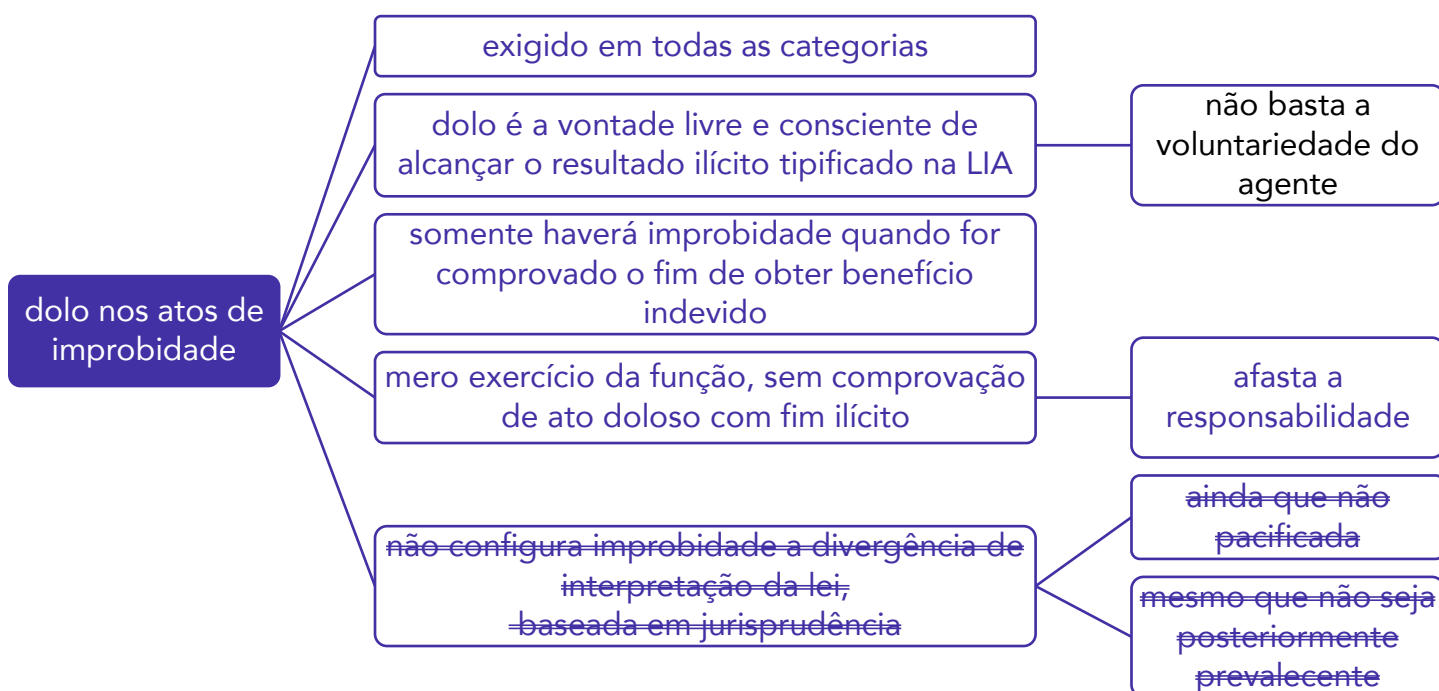 exigido em todas as categorias
dolo é a vontade livre e consciente de
alcançar o resultado ilícito tipificado na LIA
não basta a
voluntariedade do
agente
somente haverá improbidade quando for
comprovado o fim de obter benefício
indevido
dolo nos atos de
improbidade
mero exercício da função, sem comprovação
de ato doloso com fim ilícito
afasta a
responsabilidade
não configura improbidade a divergência de
interpretação da lei,
baseada em jurisprudência
ainda que não
pacificada
mesmo que não seja
posteriormente
prevalecente